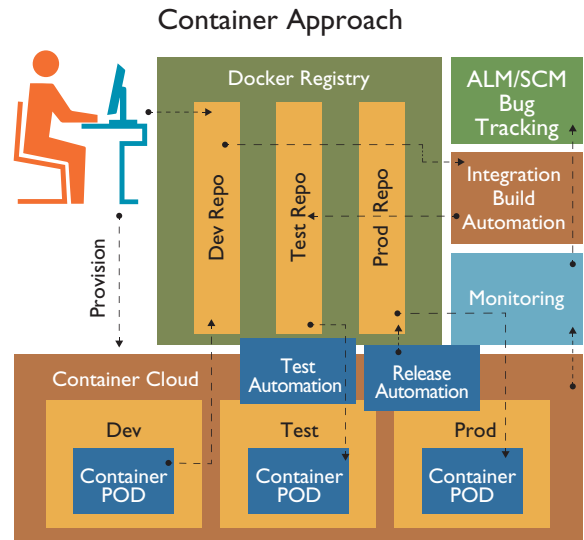 Container Approach
Docker Registry
Dev Repo
Test Repo
Prod Repo
ALM/SCM
Bug
Tracking
Integration
Build
Automation
Monitoring
Provision
Container Cloud
Test
Automation
Release
Automation
Dev
Container
POD
Test
Container
POD
Prod
Container
POD